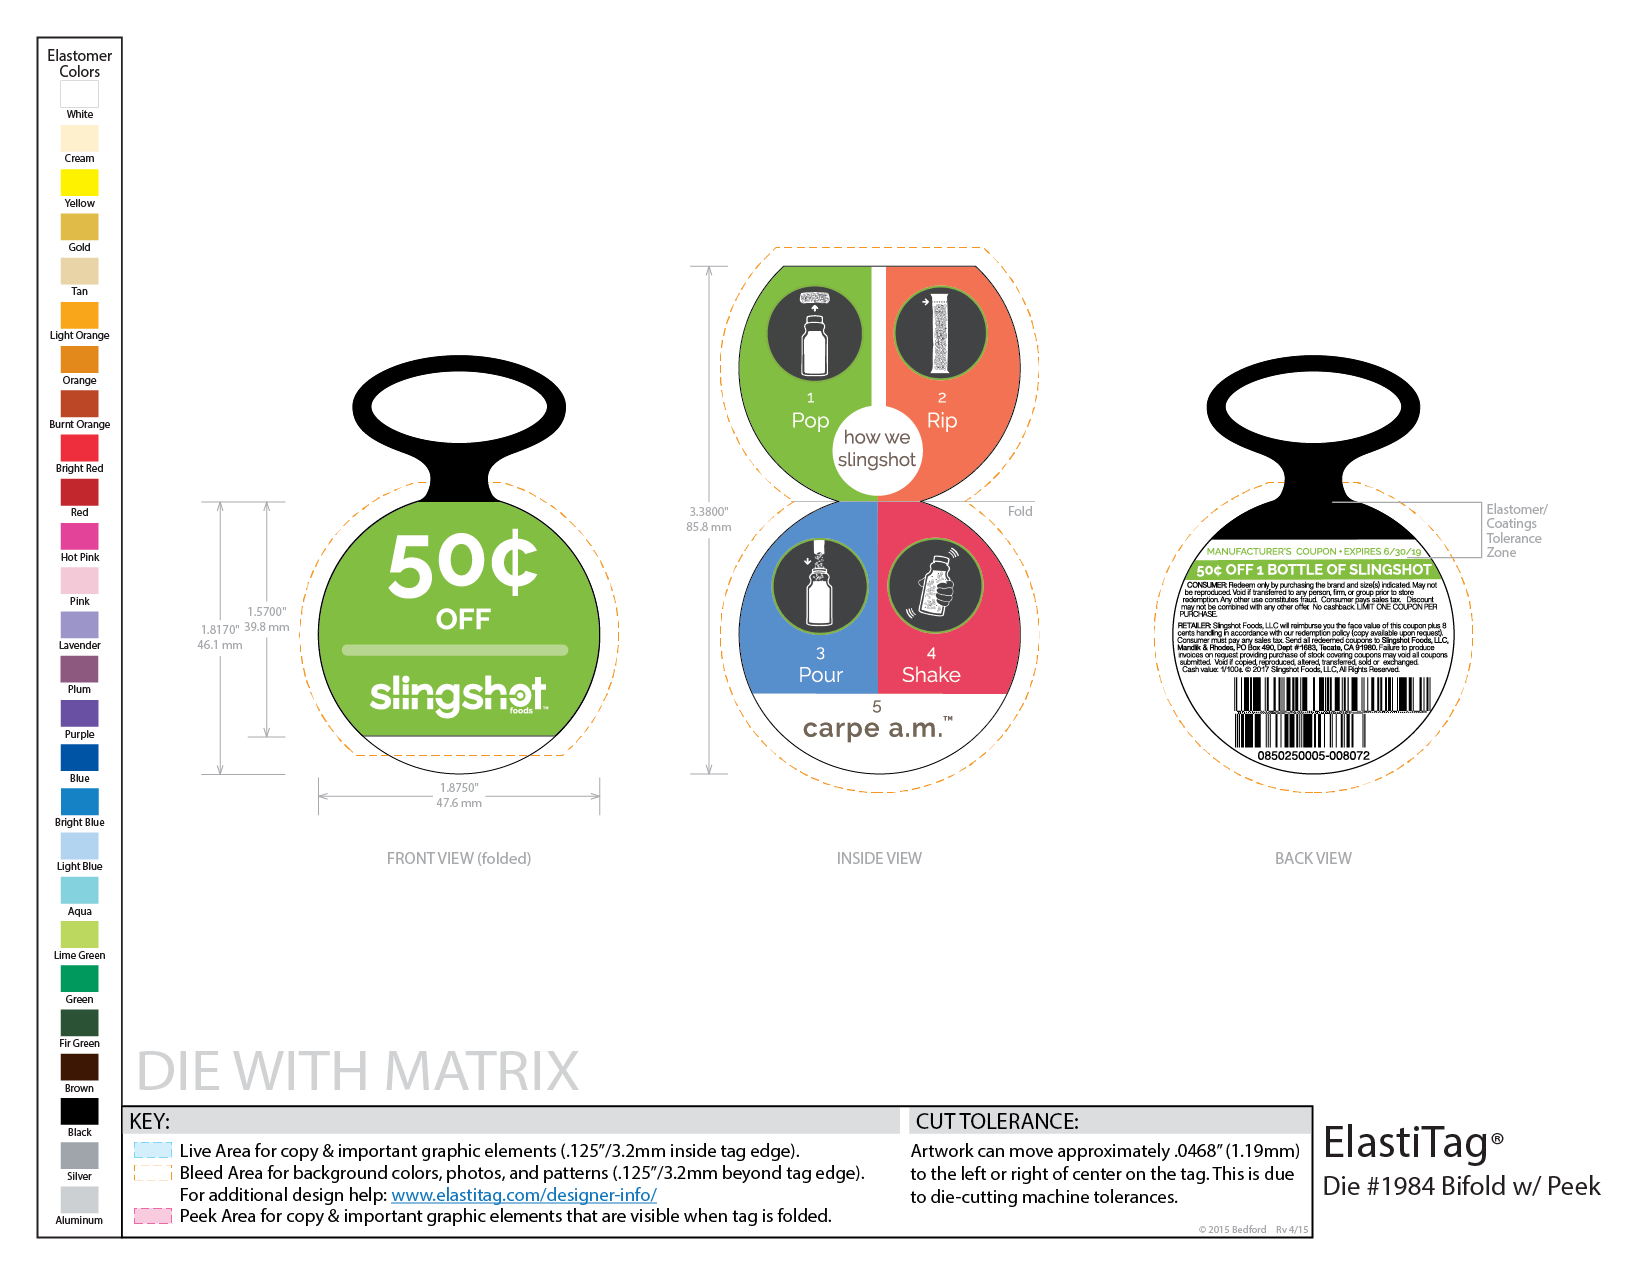 Elastomer
Colors
White
Cream
Yellow
Gold
Tan
Light Orange
Orange
Burnt Orange
Bright Red
Red
Hot Pink
Pink
Lavender
Plum
Purple
Blue
Bright Blue
Light Blue
Aqua
Lime Green
Green
Fir Green
Brown
Black
Silver
Aluminum
1.8170"
46.1 mm
1.5700"
39.8 mm
50¢
OFF
slingshot™
foods
1.8750"
47.6 mm
FRONT VIEW (folded)
3.3800"
85.8 mm
1
Pop
2
Rip
how we
slingshot
Fold
3
Pour
4
Shake
5
carpe a.m.™
INSIDE VIEW
Elastomer/
Coatings
Tolerance
Zone
MANUFACTURER'S COUPON • EXPIRES 6/30/19
50¢ OFF 1 BOTTLE OF SLINGSHOT
CONSUMER: Redeem only by purchasing the brand and size(s) indicated. May not
be reproduced. Void if transferred to any person, firm, or group prior to store
redemption. Any other use constitutes fraud. Consumer pays sales tax. Discount
may not be combined with any other offer. No cashback. LIMIT ONE COUPON PER
PURCHASE.
RETAILER: Slingshot Foods, LLC will reimburse you the face value of this coupon plus 8
cents handling in accordance with our redemption policy (copy available upon request).
Consumer must pay any sales tax. Send all redeemed coupons to Slingshot Foods, LLC,
Mandlik & Rhodes, PO Box 490, Dept #1683, Tecate, CA 91980. Failure to produce
invoices on request providing purchase of stock covering coupons may void all coupons
submitted. Void if copied, reproduced, altered, transferred, sold or exchanged.
Cash value: 1/100¢. © 2017 Slingshot Foods, LLC, All Rights Reserved.
0850250005-008072
BACK VIEW
DIE WITH MATRIX
KEY:
Live Area for copy & important graphic elements (.125”/3.2mm inside tag edge).
Bleed Area for background colors, photos, and patterns (.125”/3.2mm beyond tag edge).
For additional design help: www.elastitag.com/designer-info/
Peek Area for copy & important graphic elements that are visible when tag is folded.
CUT TOLERANCE:
Artwork can move approximately .0468” (1.19mm)
to the left or right of center on the tag. This is due
to die-cutting machine tolerances.
© 2015 Bedford Rv 4/15
ElastiTag®
Die #1984 Bifold w/ Peek